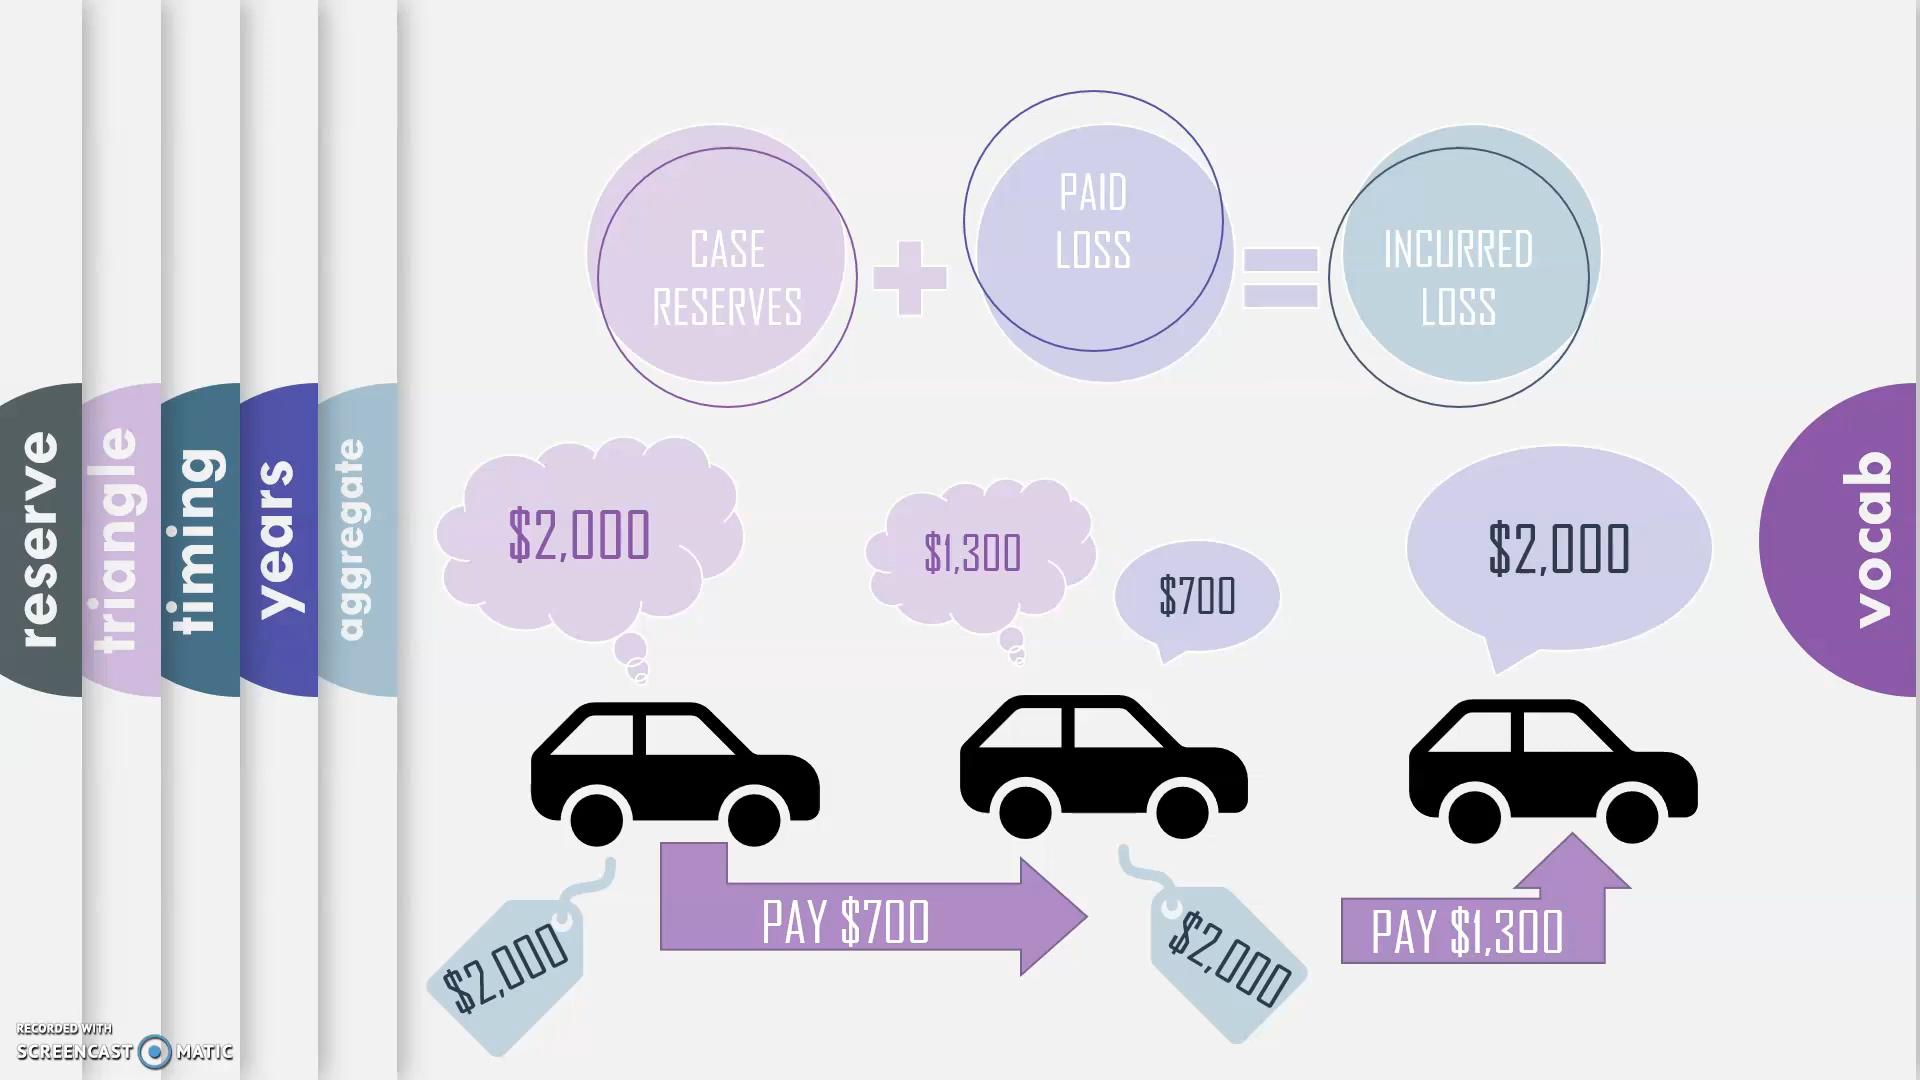 CASE
RESERVES
PAID
LOSS
INCURRED
LOSS
reserve
triangle
timing
years
aggregate
vocab
$2,000
$1,300
$700
$2,000
$2,000
PAY $700
$2,000
PAY $1,300
RECORDED WITH
SCREENCAST MATIC